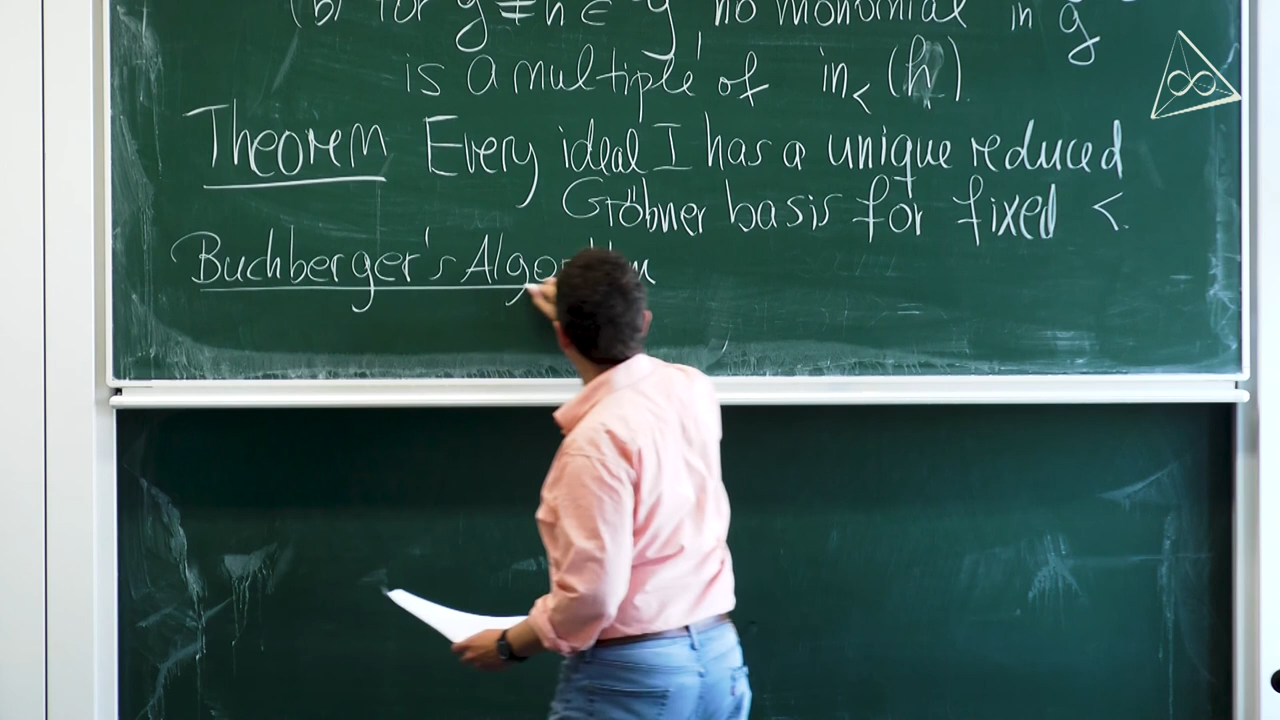 (b) for g ≠ h ∈ G no monomial in g
is a multiple of in< (h).
Theorem Every ideal I has a unique reduced
Gröbner basis for fixed <.
Buchberger's